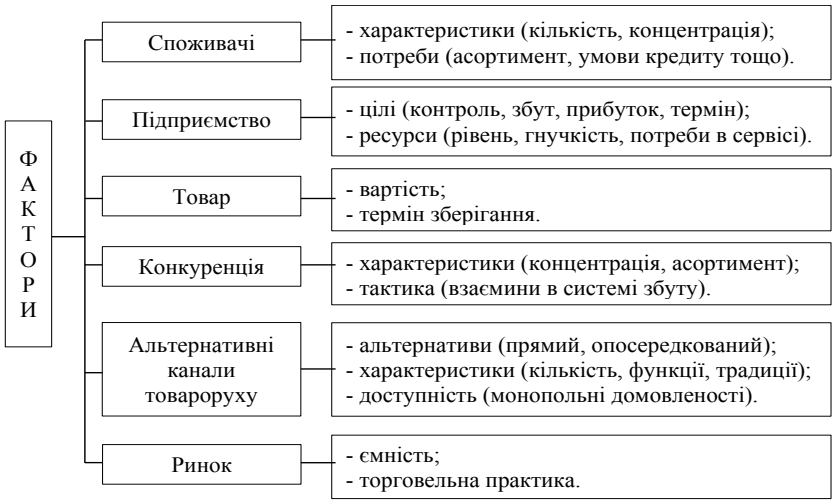 ФАКТОРИ
Споживачі
- характеристики (кількість, концентрація);
- потреби (асортимент, умови кредиту тощо).
Підприємство
- цілі (контроль, збут, прибуток, термін);
- ресурси (рівень, гнучкість, потреби в сервісі).
Товар
- вартість;
- термін зберігання.
Конкуренція
- характеристики (концентрація, асортимент);
- тактика (взаємини в системі збуту).
Альтернативні
канали
товароруху
- альтернативи (прямий, опосередкований);
- характеристики (кількість, функції, традиції);
- доступність (монопольні домовленості).
Ринок
- ємність;
- торговельна практика.